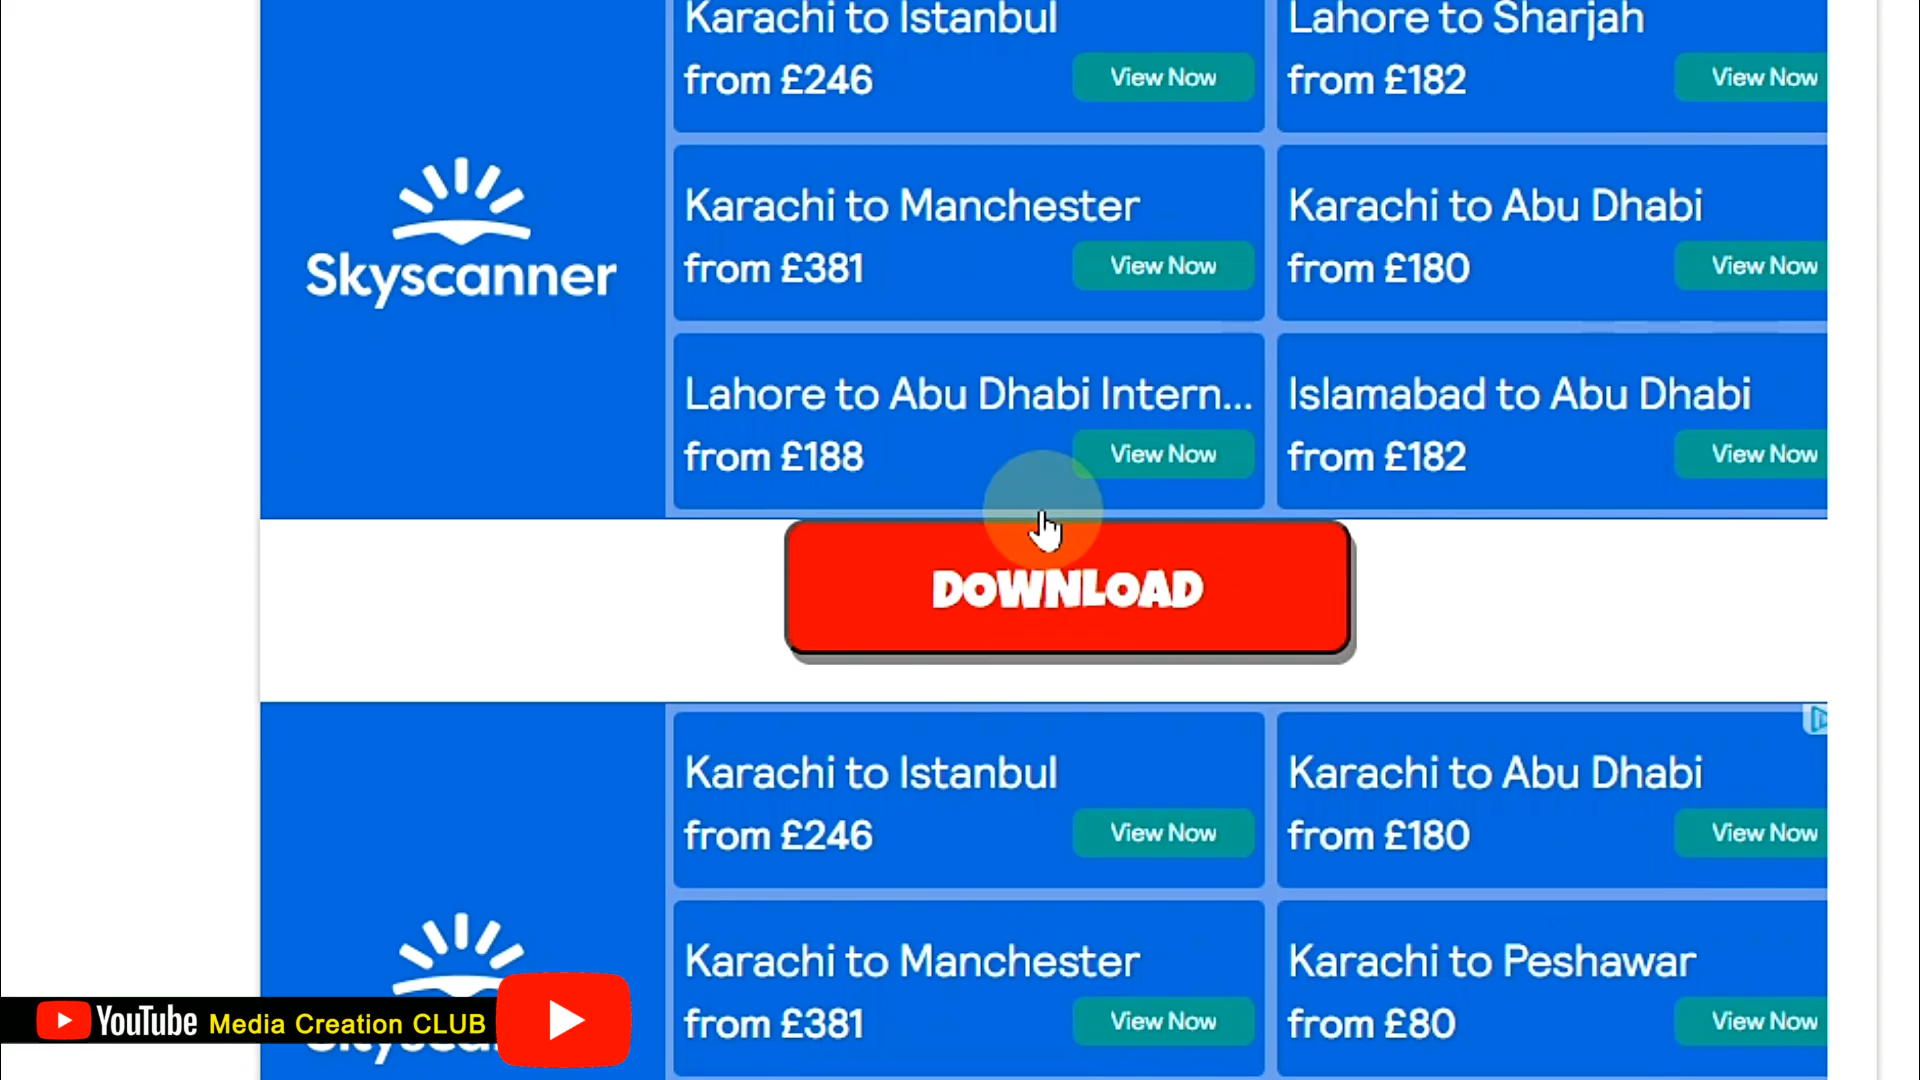 Karachi to Istanbul
from £246
View Now
Lahore to Sharjah
from £182
View Now
Skyscanner
Karachi to Manchester
from £381
View Now
Karachi to Abu Dhabi
from £180
View Now
Lahore to Abu Dhabi Intern...
from £188
View Now
Islamabad to Abu Dhabi
from £182
View Now
DOWNLOAD
Karachi to Istanbul
from £246
View Now
Karachi to Abu Dhabi
from £180
View Now
Karachi to Manchester
from £381
View Now
Karachi to Peshawar
from £80
View Now
YouTube Media Creation CLUB